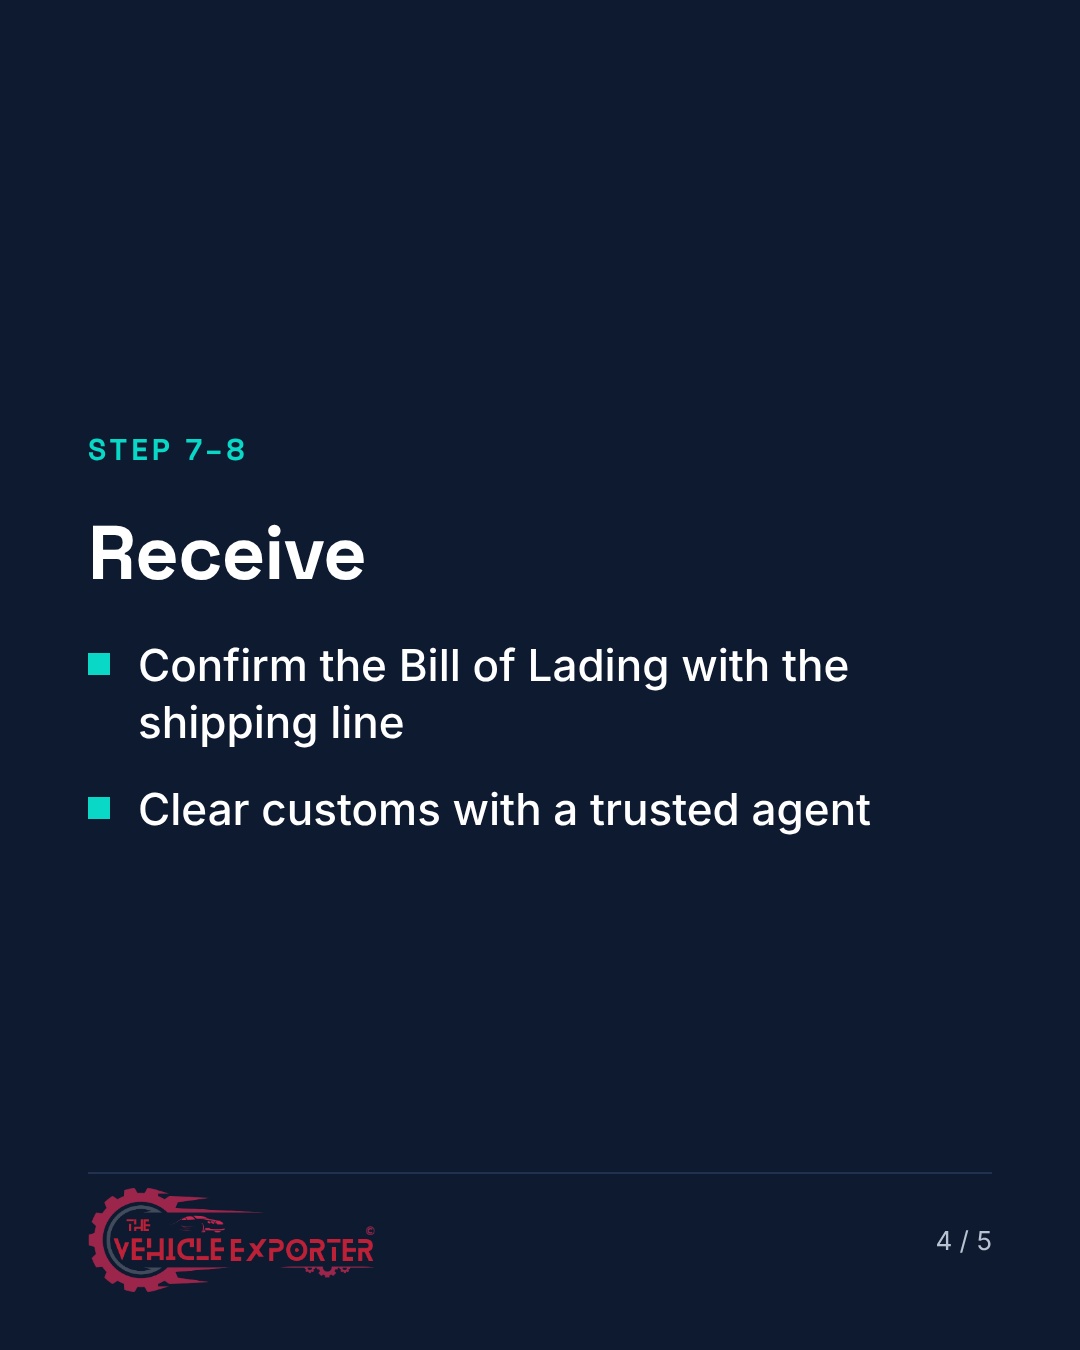 STEP 7–8
Receive
Confirm the Bill of Lading with the
shipping line
Clear customs with a trusted agent
THE
VEHICLE EXPORTER
©
4 / 5